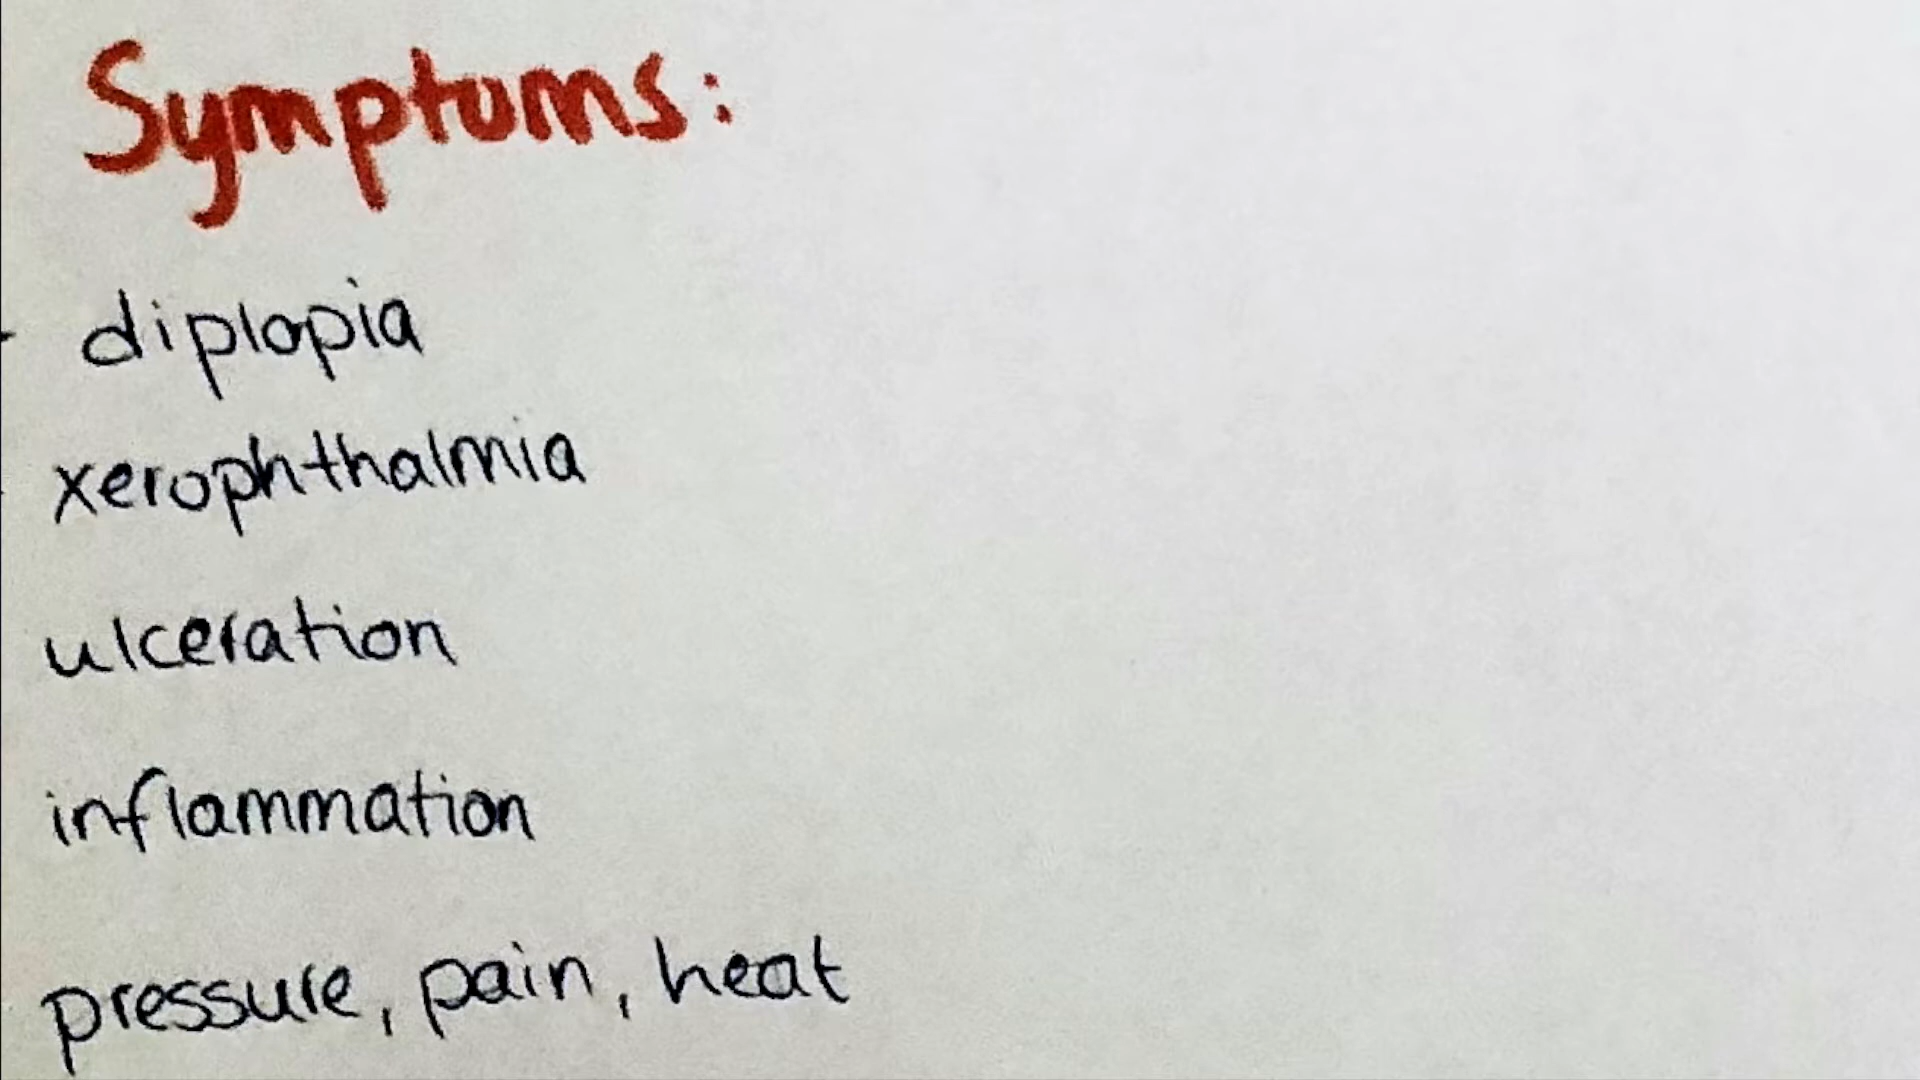 Symptoms:
- diplopia
xerophthalmia
ulceration
inflammation
pressure, pain, heat